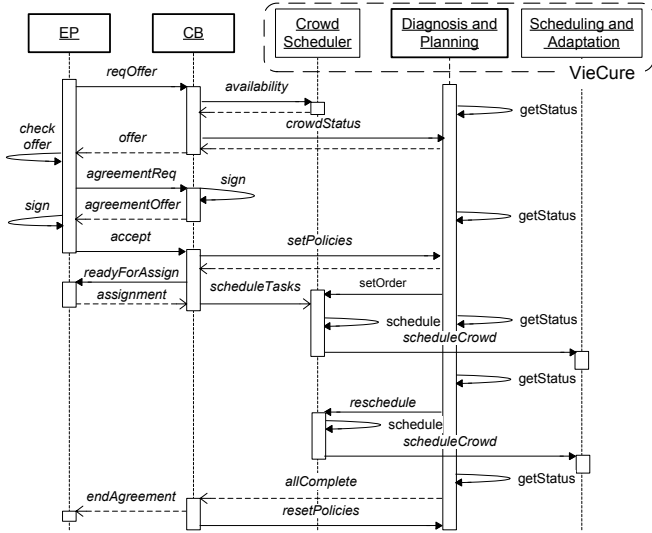 EP
CB
Crowd
Scheduler
Diagnosis and
Planning
Scheduling and
Adaptation
VieCure
reqOffer
availability
getStatus
crowdStatus
check
offer
offer
agreementReq
sign
sign
agreementOffer
getStatus
accept
setPolicies
readyForAssign
assignment
scheduleTasks
setOrder
schedule
getStatus
scheduleCrowd
getStatus
reschedule
schedule
scheduleCrowd
getStatus
allComplete
endAgreement
resetPolicies